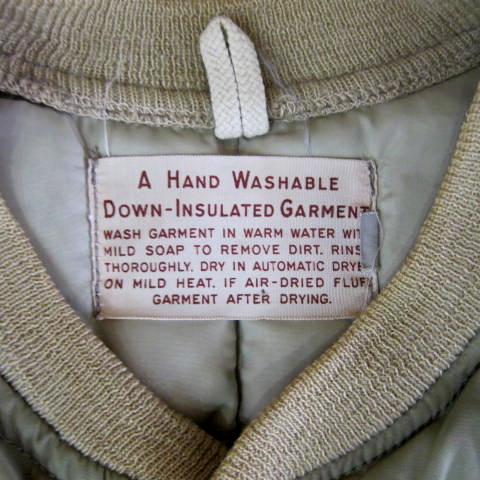 A HAND WASHABLE
DOWN-INSULATED GARMENT
WASH GARMENT IN WARM WATER WIT
MILD SOAP TO REMOVE DIRT. RINS
THOROUGHLY. DRY IN AUTOMATIC DRYE
ON MILD HEAT. IF AIR-DRIED FLUF
GARMENT AFTER DRYING.